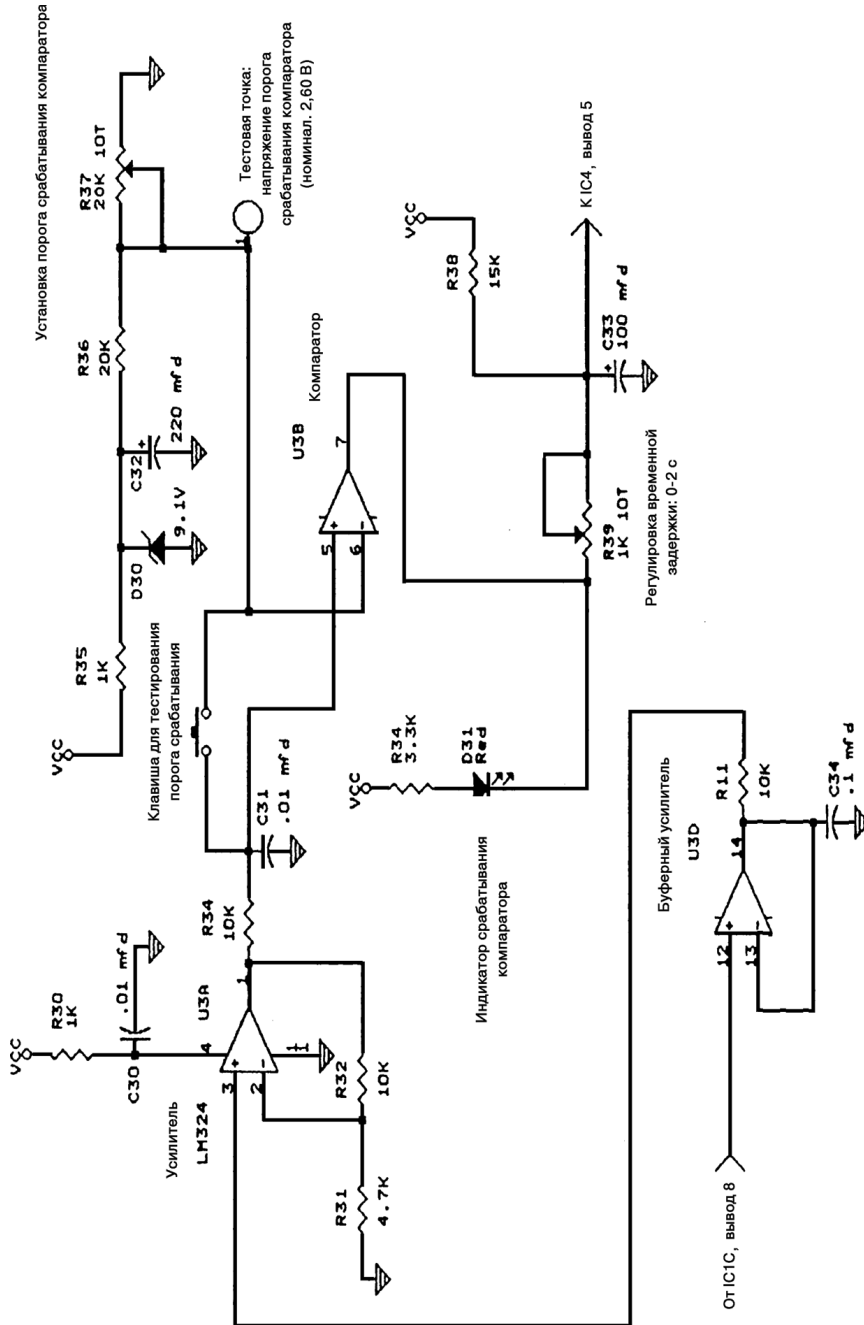 Установка порога срабатывания компаратора
VCC
R35
1K
D30
9.1V
C32
+
220 mfd
R36
20K
R37
20K
10T
Тестовая точка:
напряжение порога
срабатывания компаратора
(номинал. 2,60 В)
1
Клавиша для тестирования
порога срабатывания
VCC
R30
1K
C30
.01 mfd
Усилитель
LM324
U3A
3
2
4
11
1
+
-
R31
4.7K
R32
10K
R34
10K
C31
.01 mfd
Компаратор
U3B
5
6
7
+
-
VCC
R34
3.3K
D31
Red
Индикатор срабатывания
компаратора
VCC
R38
15K
R39
1K 10T
Регулировка временной
задержки: 0-2 с
+
C33
100 mfd
К IC4, вывод 5
Буферный усилитель
U3D
12
13
14
+
-
R11
10K
C34
.1 mfd
От IC1C, вывод 8